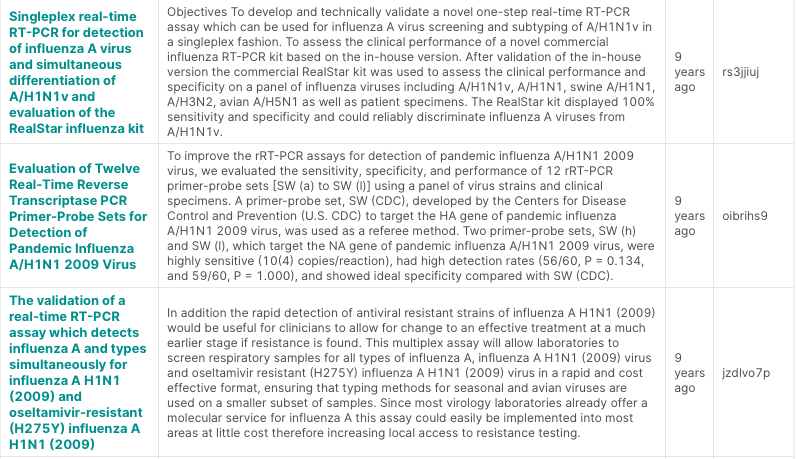 Singleplex real-time
RT-PCR for detection
of influenza A virus
and simultaneous
differentiation of
A/H1N1v and
evaluation of the
RealStar influenza kit
Objectives To develop and technically validate a novel one-step real-time RT-PCR
assay which can be used for influenza A virus screening and subtyping of A/H1N1v in
a singleplex fashion. To assess the clinical performance of a novel commercial
influenza RT-PCR kit based on the in-house version. After validation of the in-house
version the commercial RealStar kit was used to assess the clinical performance and
specificity on a panel of influenza viruses including A/H1N1v, A/H1N1, swine A/H1N1,
A/H3N2, avian A/H5N1 as well as patient specimens. The RealStar kit displayed 100%
sensitivity and specificity and could reliably discriminate influenza A viruses from
A/H1N1v.
9
years
ago
rs3jjiuj
Evaluation of Twelve
Real-Time Reverse
Transcriptase PCR
Primer-Probe Sets for
Detection of
Pandemic Influenza
A/H1N1 2009 Virus
To improve the rRT-PCR assays for detection of pandemic influenza A/H1N1 2009
virus, we evaluated the sensitivity, specificity, and performance of 12 rRT-PCR
primer-probe sets [SW (a) to SW (l)] using a panel of virus strains and clinical
specimens. A primer-probe set, SW (CDC), developed by the Centers for Disease
Control and Prevention (U.S. CDC) to target the HA gene of pandemic influenza
A/H1N1 2009 virus, was used as a referee method. Two primer-probe sets, SW (h)
and SW (l), which target the NA gene of pandemic influenza A/H1N1 2009 virus, were
highly sensitive (10(4) copies/reaction), had high detection rates (56/60, P = 0.134,
and 59/60, P = 1.000), and showed ideal specificity compared with SW (CDC).
9
years
ago
oibrihs9
The validation of a
real-time RT-PCR
assay which detects
influenza A and types
simultaneously for
influenza A H1N1
(2009) and
oseltamivir-resistant
(H275Y) influenza A
H1N1 (2009)
In addition the rapid detection of antiviral resistant strains of influenza A H1N1 (2009)
would be useful for clinicians to allow for change to an effective treatment at a much
earlier stage if resistance is found. This multiplex assay will allow laboratories to
screen respiratory samples for all types of influenza A, influenza A H1N1 (2009) virus
and oseltamivir resistant (H275Y) influenza A H1N1 (2009) virus in a rapid and cost
effective format, ensuring that typing methods for seasonal and avian viruses are
used on a smaller subset of samples. Since most virology laboratories already offer a
molecular service for influenza A this assay could easily be implemented into most
areas at little cost therefore increasing local access to resistance testing.
9
years
ago
jzdlvo7p